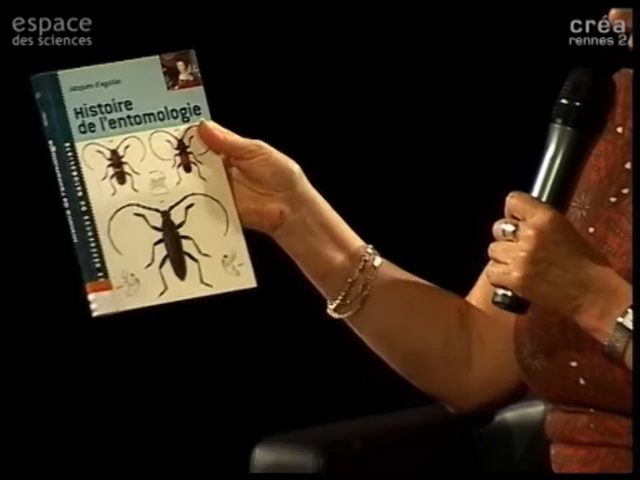 espace
des sciences
créa
rennes 2
Jacques d'aguilar
Histoire
de l'entomologie